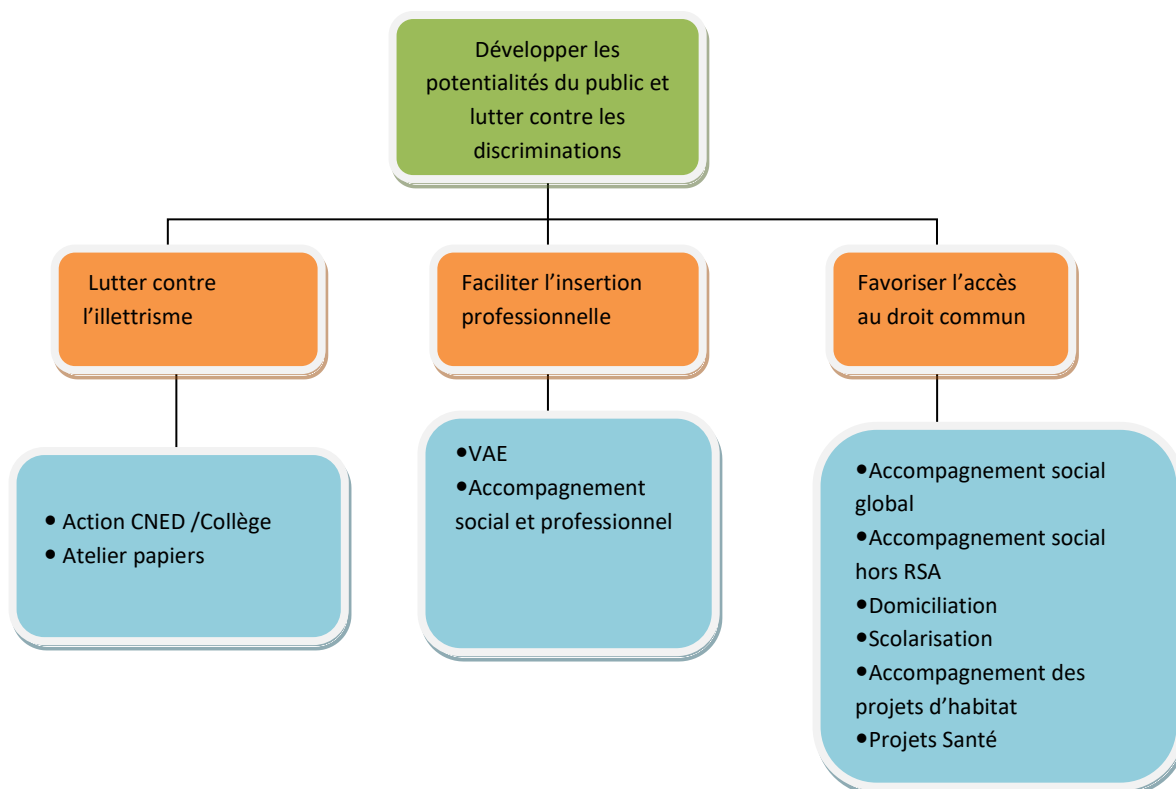 Développer les
potentialités du public et
lutter contre les
discriminations
Lutter contre
l’illettrisme
Faciliter l’insertion
professionnelle
Favoriser l’accès
au droit commun
• Action CNED /Collège
• Atelier papiers
•VAE
•Accompagnement
social et professionnel
•Accompagnement social
global
•Accompagnement social
hors RSA
•Domiciliation
•Scolarisation
•Accompagnement des
projets d’habitat
•Projets Santé